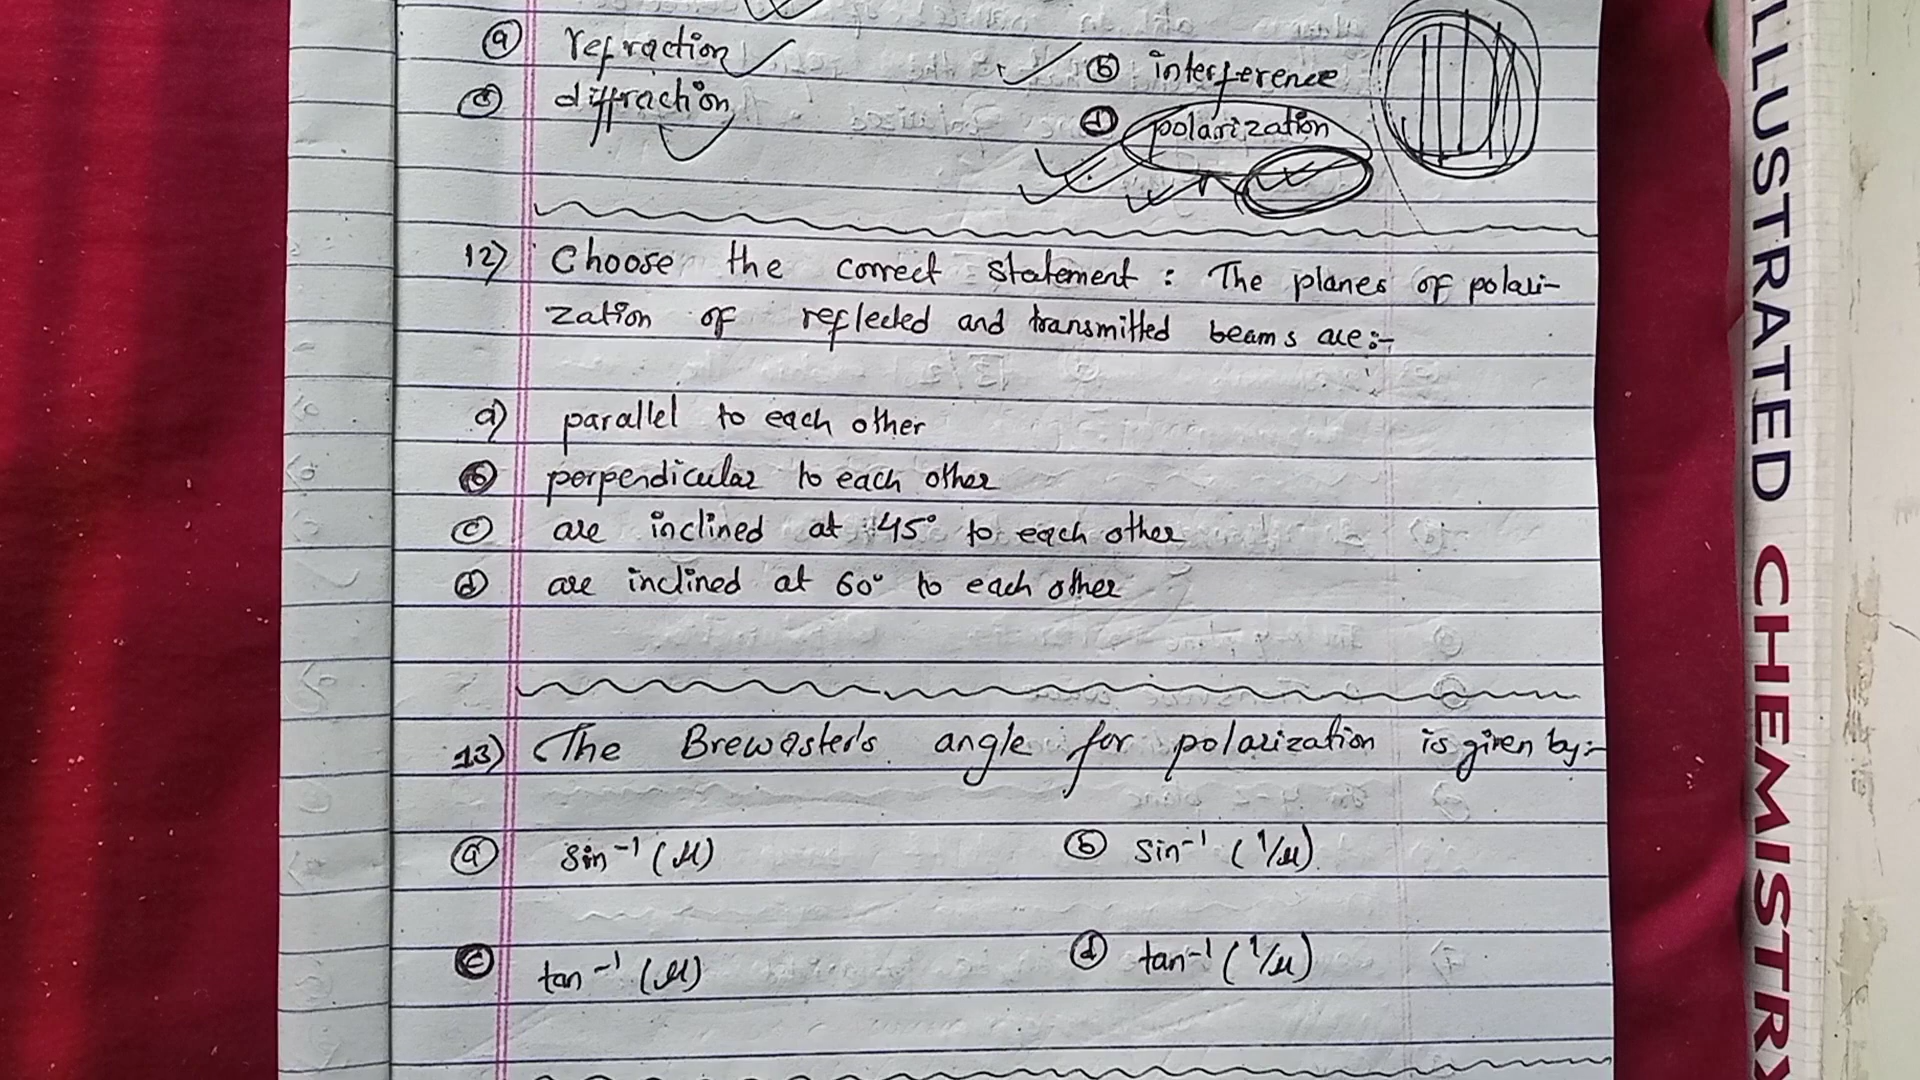 (a) refraction
(b) interference
(c) diffraction
(d) polarization
12) Choose the correct statement : The planes of polari-
zation of reflected and transmitted beams are:-
a) parallel to each other
(b) perpendicular to each other
(c) are inclined at 45° to each other
(d) are inclined at 60° to each other
13) The Brewster's angle for polarization is given by:-
(a) sin⁻¹ (μ)
(b) sin⁻¹ (1/μ)
(c) tan⁻¹ (μ)
(d) tan⁻¹ (1/μ)
LLUSTRATED CHEMISTRY